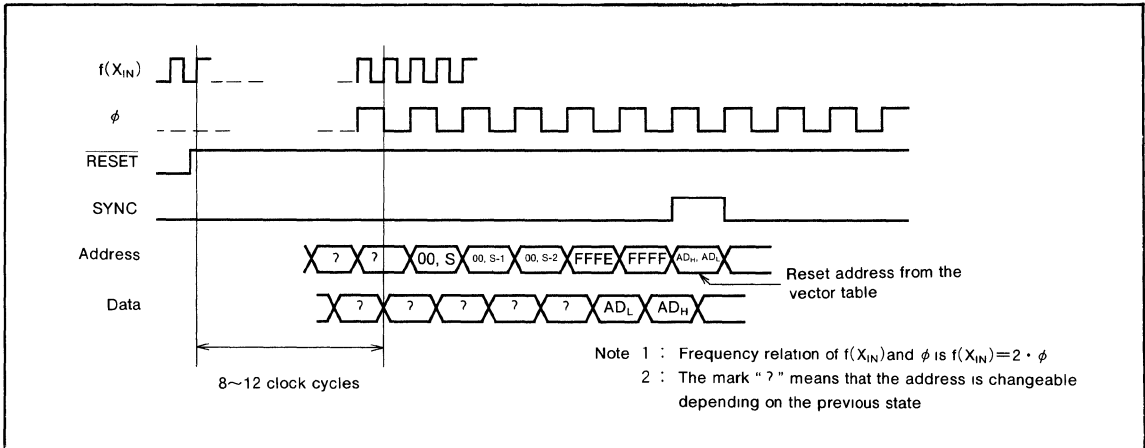 f(XIN)
ϕ
RESET
SYNC
Address
? ? 00, S 00, S-1 00, S-2 FFFE FFFF ADH, ADL
Reset address from the
vector table
Data
? ? ? ? ? ADL ADH
8~12 clock cycles
Note 1 : Frequency relation of f(XIN) and ϕ is f(XIN)=2・ϕ
2 : The mark " ? " means that the address is changeable
depending on the previous state